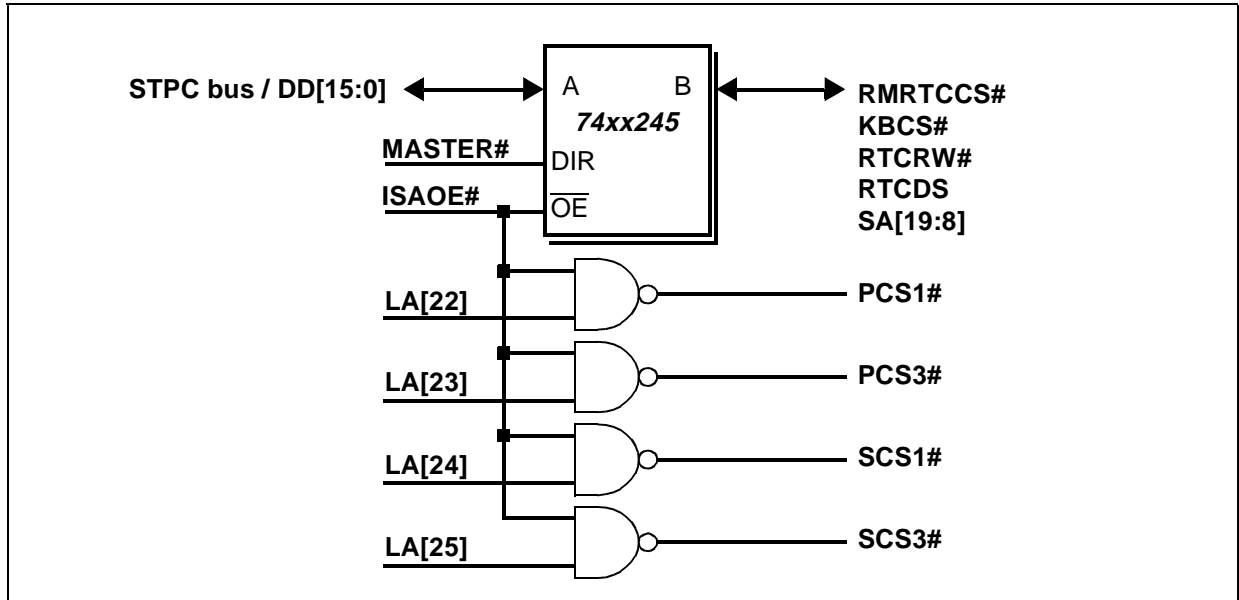 STPC bus / DD[15:0]
A
B
74xx245
RMRTCCS#
KBCS#
RTCRW#
RTCDS
SA[19:8]
MASTER#
DIR
ISAOE#
OE
LA[22]
PCS1#
LA[23]
PCS3#
LA[24]
SCS1#
LA[25]
SCS3#